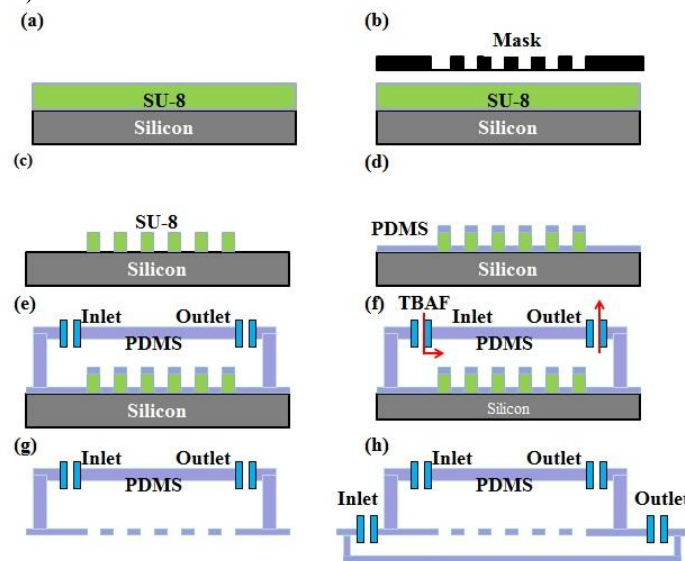 (a)
(b)
Mask
SU-8
SU-8
Silicon
Silicon
(c)
(d)
SU-8
PDMS
Silicon
Silicon
(e)
(f)
TBAF
Inlet
Outlet
Inlet
Outlet
PDMS
PDMS
Silicon
Silicon
(g)
(h)
Inlet
Outlet
Inlet
Outlet
PDMS
PDMS
Inlet
Outlet